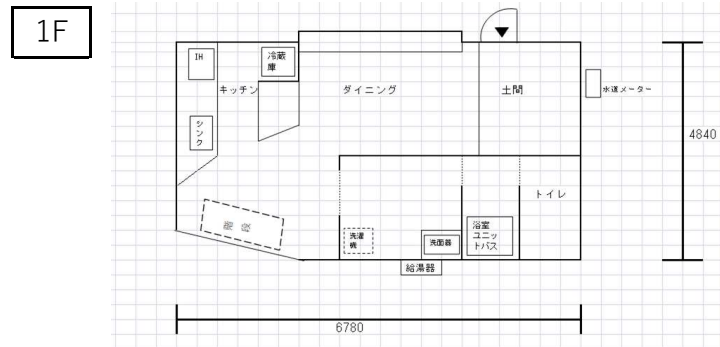 1F
IH
冷蔵
庫
キッチン
ダイニング
土間
水道メーター
シンク
4840
トイレ
階段
洗濯
機
洗面器
浴室
ユニッ
トバス
給湯器
6780